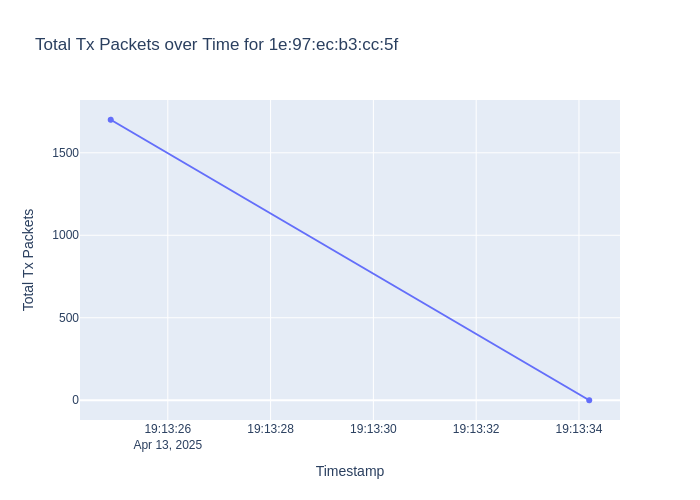 Total Tx Packets over Time for 1e:97:ec:b3:cc:5f
Total Tx Packets
1500
1000
500
0
19:13:26 19:13:28 19:13:30 19:13:32 19:13:34
Apr 13, 2025
Timestamp